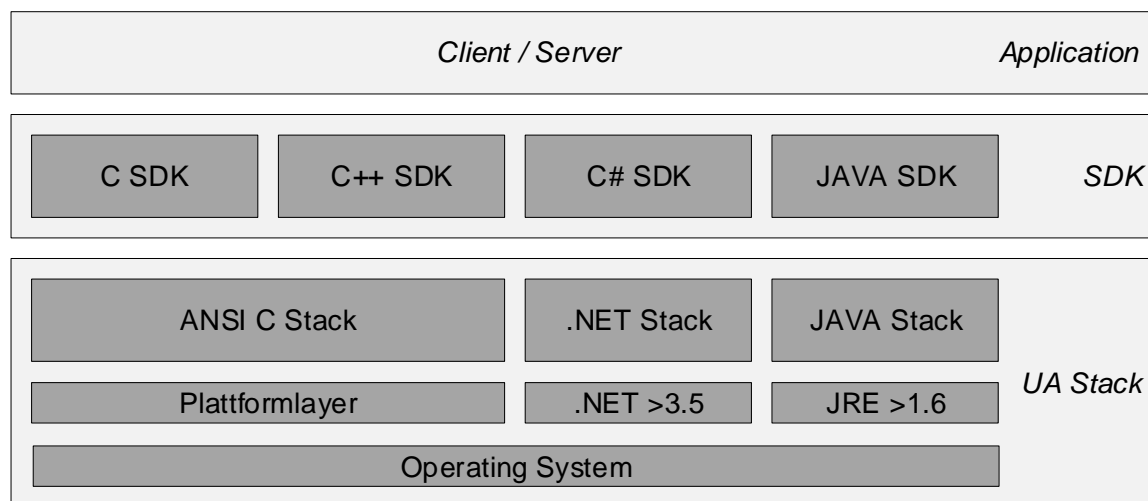 Client / Server Application
C SDK C++ SDK C# SDK JAVA SDK SDK
ANSI C Stack .NET Stack JAVA Stack
UA Stack
Plattformlayer .NET >3.5 JRE >1.6
Operating System